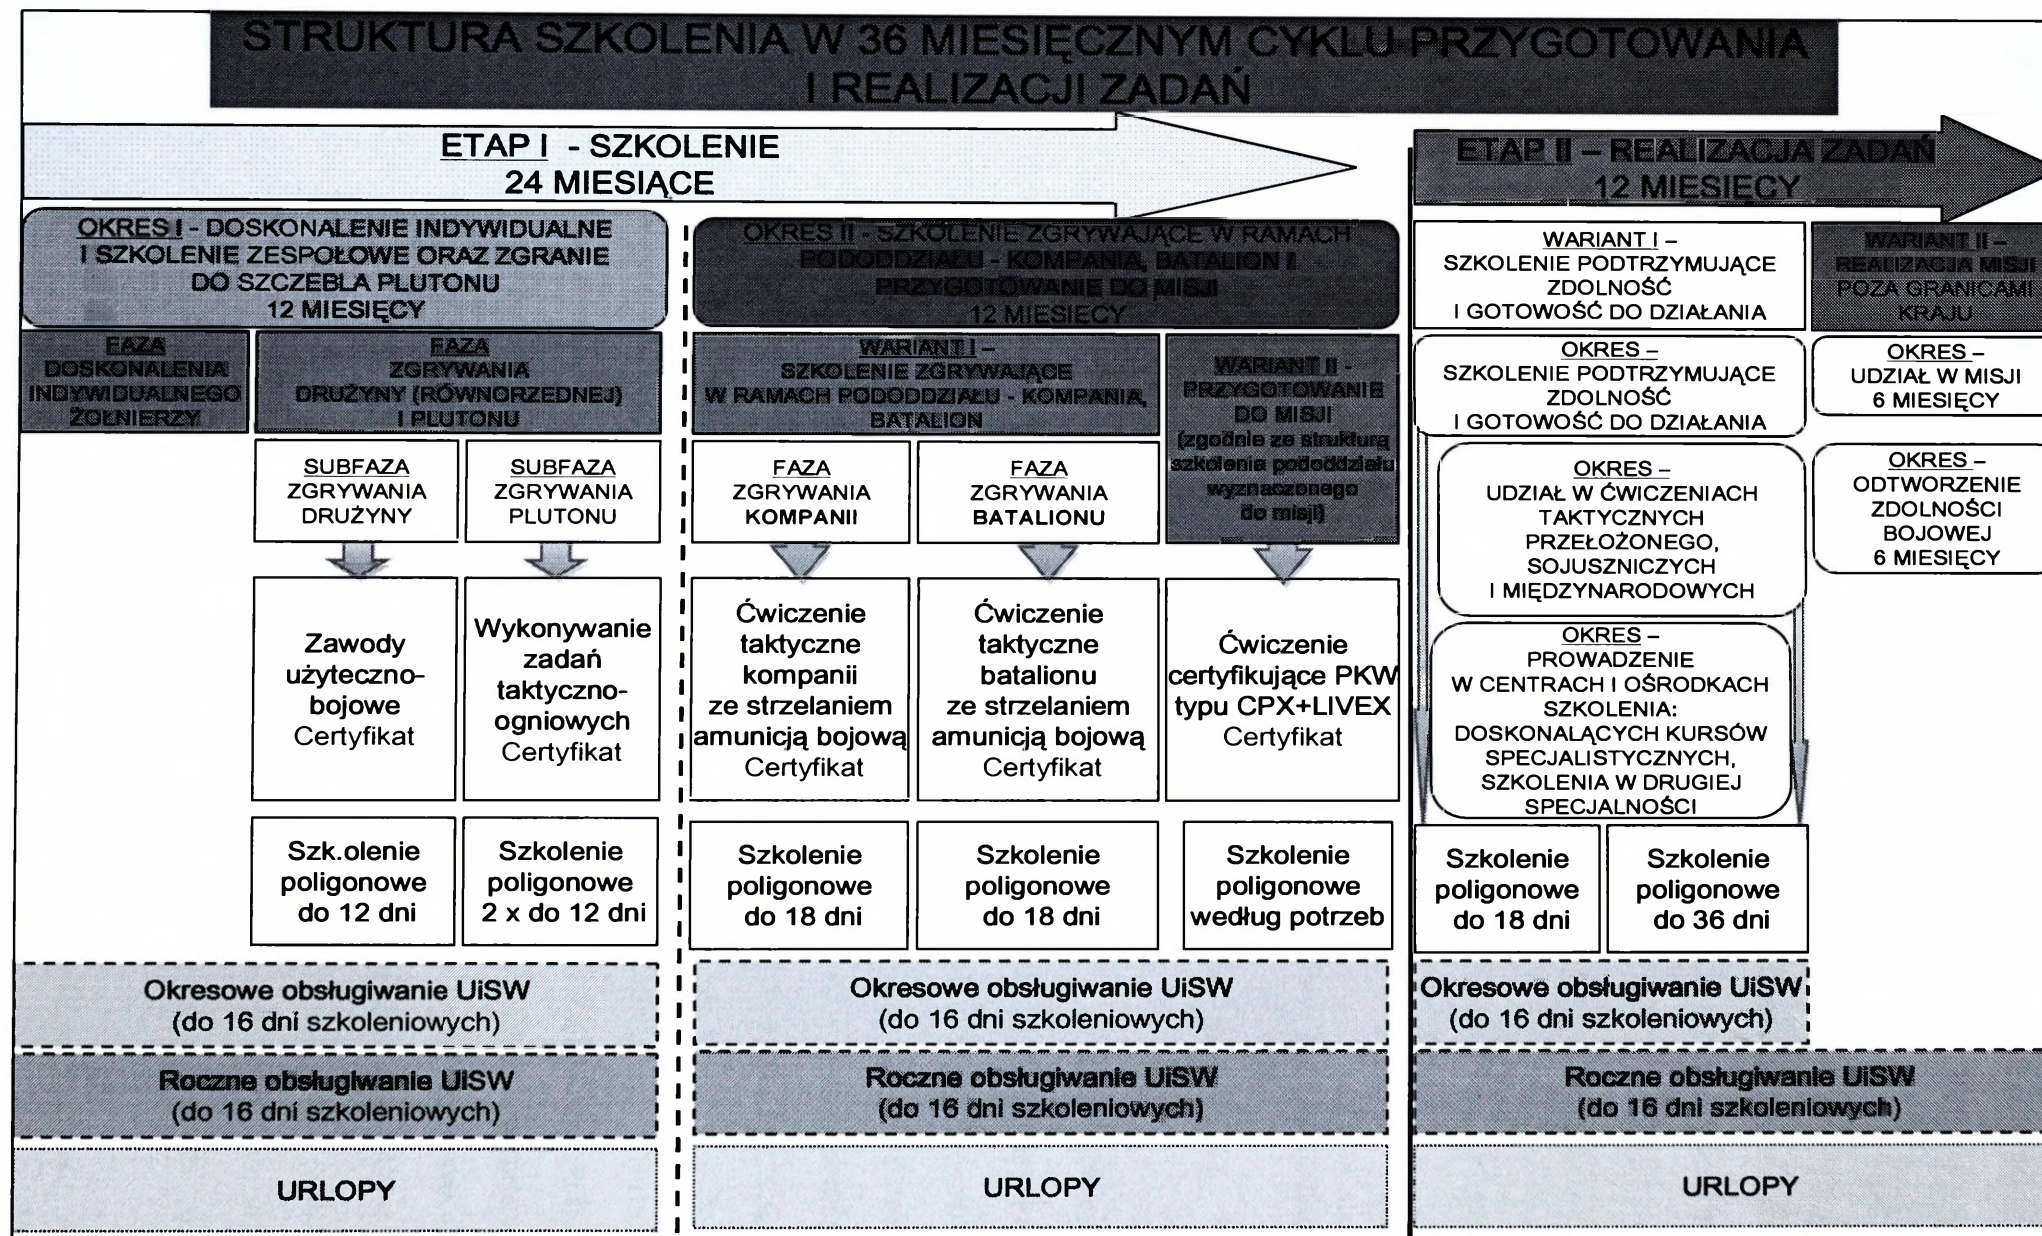 STRUKTURA SZKOLENIA W 36 MIESIĘCZNYM CYKLU PRZYGOTOWANIA
I REALIZACJI ZADAŃ
ETAP I - SZKOLENIE
24 MIESIĄCE
ETAP II – REALIZACJA ZADAŃ
12 MIESIĘCY
OKRES I - DOSKONALENIE INDYWIDUALNE
I SZKOLENIE ZESPOŁOWE ORAZ ZGRANIE
DO SZCZEBLA PLUTONU
12 MIESIĘCY
OKRES II - SZKOLENIE ZGRYWAJĄCE W RAMACH
PODODDZIAŁU - KOMPANIA, BATALION I
PRZYGOTOWANIE DO MISJI
12 MIESIĘCY
WARIANT I –
SZKOLENIE PODTRZYMUJĄCE
ZDOLNOŚĆ
I GOTOWOŚĆ DO DZIAŁANIA
WARIANT II –
REALIZACJA MISJI
POZA GRANICAMI
KRAJU
FAZA
DOSKONALENIA
INDYWIDUALNEGO
ŻOŁNIERZY
FAZA
ZGRYWANIA
DRUŻYNY (RÓWNORZĘDNEJ)
I PLUTONU
WARIANT I –
SZKOLENIE ZGRYWAJĄCE
W RAMACH PODODDZIAŁU - KOMPANIA,
BATALION
WARIANT II -
PRZYGOTOWANIE
DO MISJI
(zgodnie ze strukturą
szkolenia pododdziału
wyznaczonego
do misji)
OKRES –
SZKOLENIE PODTRZYMUJĄCE
ZDOLNOŚĆ
I GOTOWOŚĆ DO DZIAŁANIA
OKRES –
UDZIAŁ W MISJI
6 MIESIĘCY
SUBFAZA
ZGRYWANIA
DRUŻYNY
SUBFAZA
ZGRYWANIA
PLUTONU
FAZA
ZGRYWANIA
KOMPANII
FAZA
ZGRYWANIA
BATALIONU
OKRES –
UDZIAŁ W ĆWICZENIACH
TAKTYCZNYCH
PRZEŁOŻONEGO,
SOJUSZNICZYCH
I MIĘDZYNARODOWYCH
OKRES –
ODTWORZENIE
ZDOLNOŚCI
BOJOWEJ
6 MIESIĘCY
Zawody
użyteczno-
bojowe
Certyfikat
Wykonywanie
zadań
taktyczno-
ogniowych
Certyfikat
Ćwiczenie
taktyczne
kompanii
ze strzelaniem
amunicją bojową
Certyfikat
Ćwiczenie
taktyczne
batalionu
ze strzelaniem
amunicją bojową
Certyfikat
Ćwiczenie
certyfikujące PKW
typu CPX+LIVEX
Certyfikat
OKRES –
PROWADZENIE
W CENTRACH I OŚRODKACH
SZKOLENIA:
DOSKONALĄCYCH KURSÓW
SPECJALISTYCZNYCH,
SZKOLENIA W DRUGIEJ
SPECJALNOŚCI
Szk.olenie
poligonowe
do 12 dni
Szkolenie
poligonowe
2 x do 12 dni
Szkolenie
poligonowe
do 18 dni
Szkolenie
poligonowe
do 18 dni
Szkolenie
poligonowe
według potrzeb
Szkolenie
poligonowe
do 18 dni
Szkolenie
poligonowe
do 36 dni
Okresowe obsługiwanie UiSW
(do 16 dni szkoleniowych)
Okresowe obsługiwanie UiSW
(do 16 dni szkoleniowych)
Okresowe obsługiwanie UiSW
(do 16 dni szkoleniowych)
Roczne obsługiwanie UiSW
(do 16 dni szkoleniowych)
Roczne obsługiwanie UiSW
(do 16 dni szkoleniowych)
Roczne obsługiwanie UiSW
(do 16 dni szkoleniowych)
URLOPY
URLOPY
URLOPY